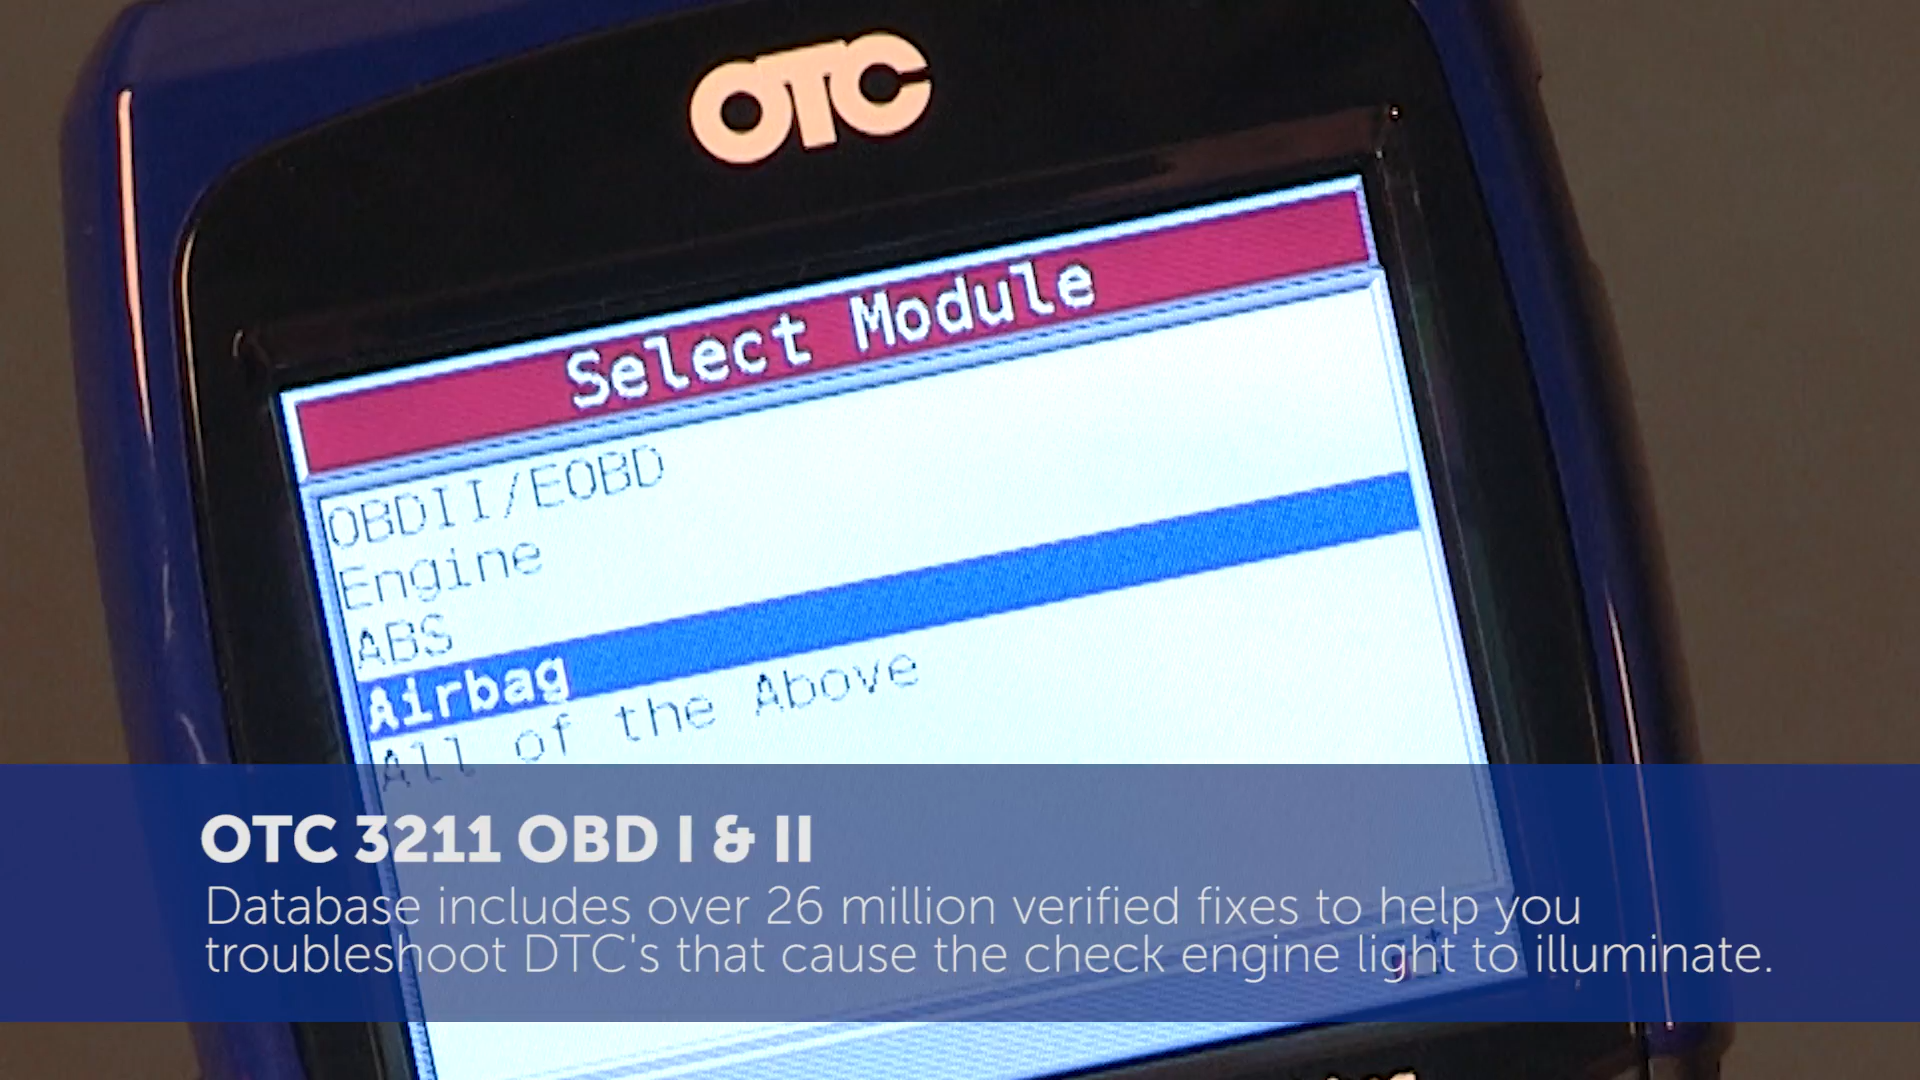 OTC
Select Module
OBDII/EOBD
Engine
ABS
Airbag
All of the Above
OTC 3211 OBD I & II
Database includes over 26 million verified fixes to help you
troubleshoot DTC's that cause the check engine light to illuminate.